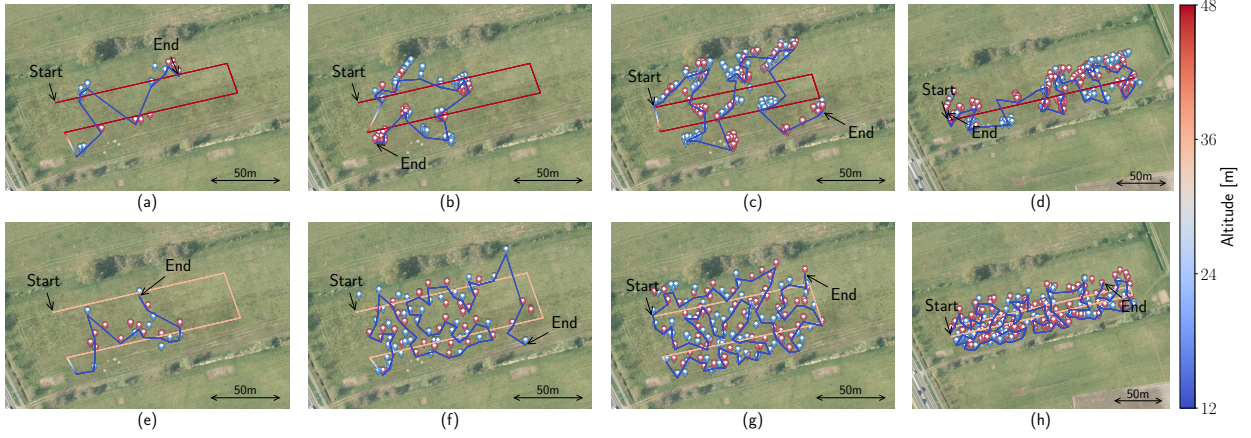 End
Start
50m
(a)
Start
End
50m
(b)
Start
End
50m
(c)
Start
End
50m
(d)
48
36
24
12
Altitude [m]
Start
End
50m
(e)
Start
End
50m
(f)
Start
End
50m
(g)
Start
End
50m
(h)